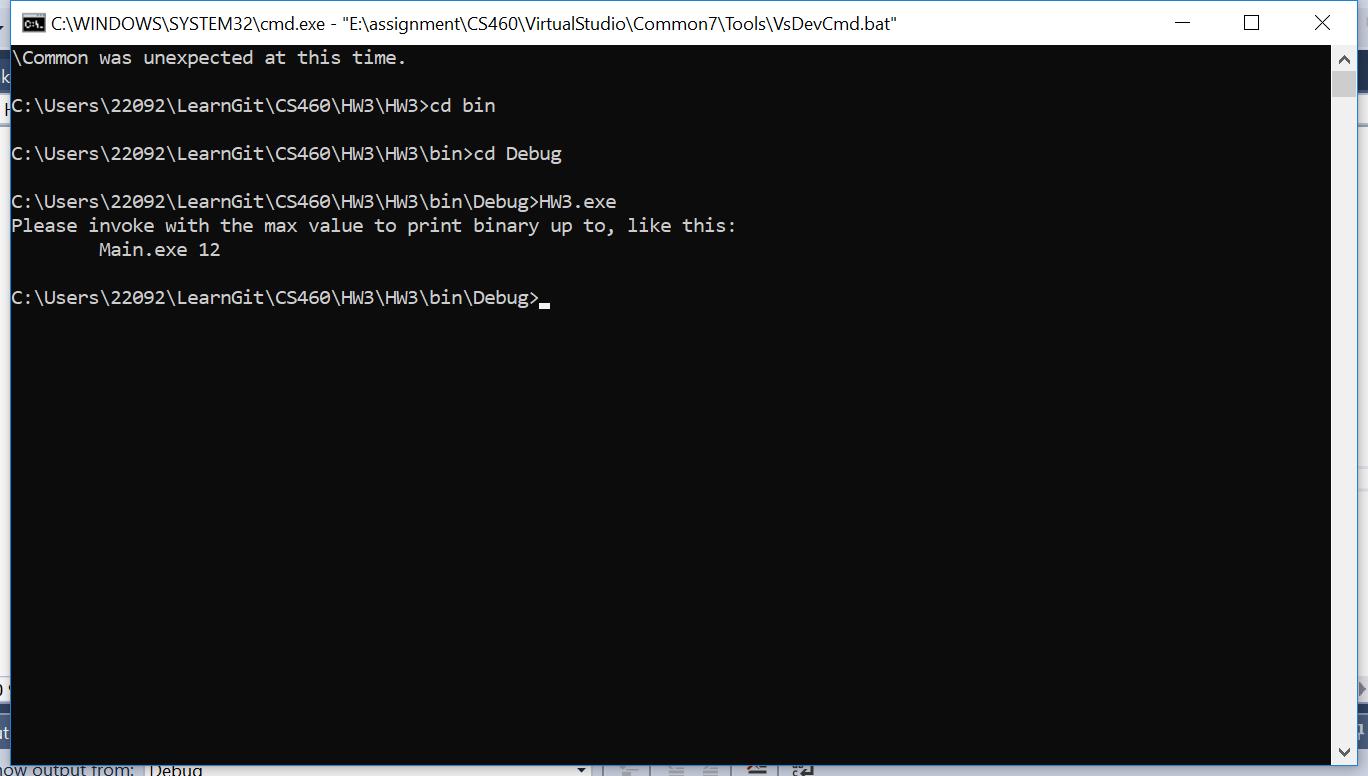 C:\WINDOWS\SYSTEM32\cmd.exe - "E:\assignment\CS460\VirtualStudio\Common7\Tools\VsDevCmd.bat"
\Common was unexpected at this time.
C:\Users\22092\LearnGit\CS460\HW3\HW3>cd bin
C:\Users\22092\LearnGit\CS460\HW3\HW3\bin>cd Debug
C:\Users\22092\LearnGit\CS460\HW3\HW3\bin\Debug>HW3.exe
Please invoke with the max value to print binary up to, like this:
Main.exe 12
C:\Users\22092\LearnGit\CS460\HW3\HW3\bin\Debug>
output from: Debug